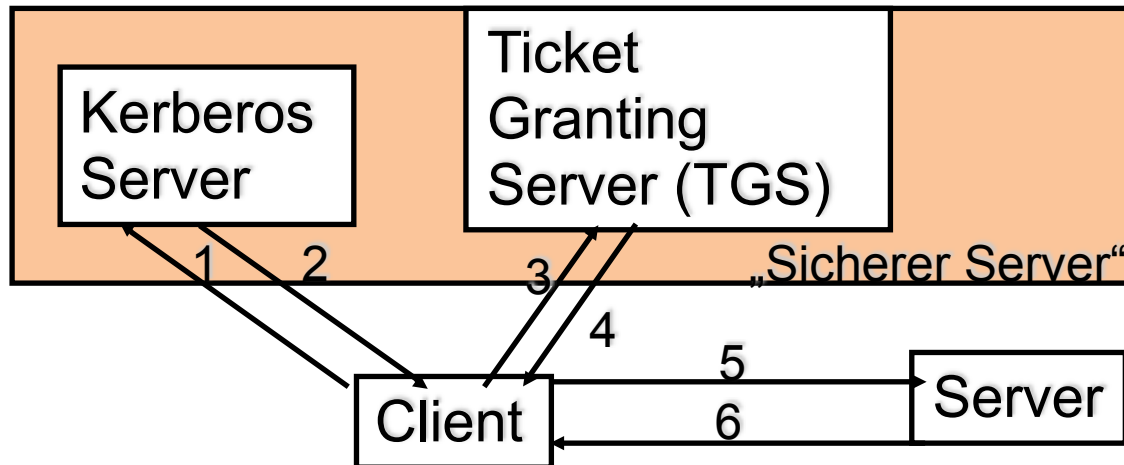 Kerberos
Server
Ticket
Granting
Server (TGS)
1
2
3
„Sicherer Server“
4
Client
5
6
Server